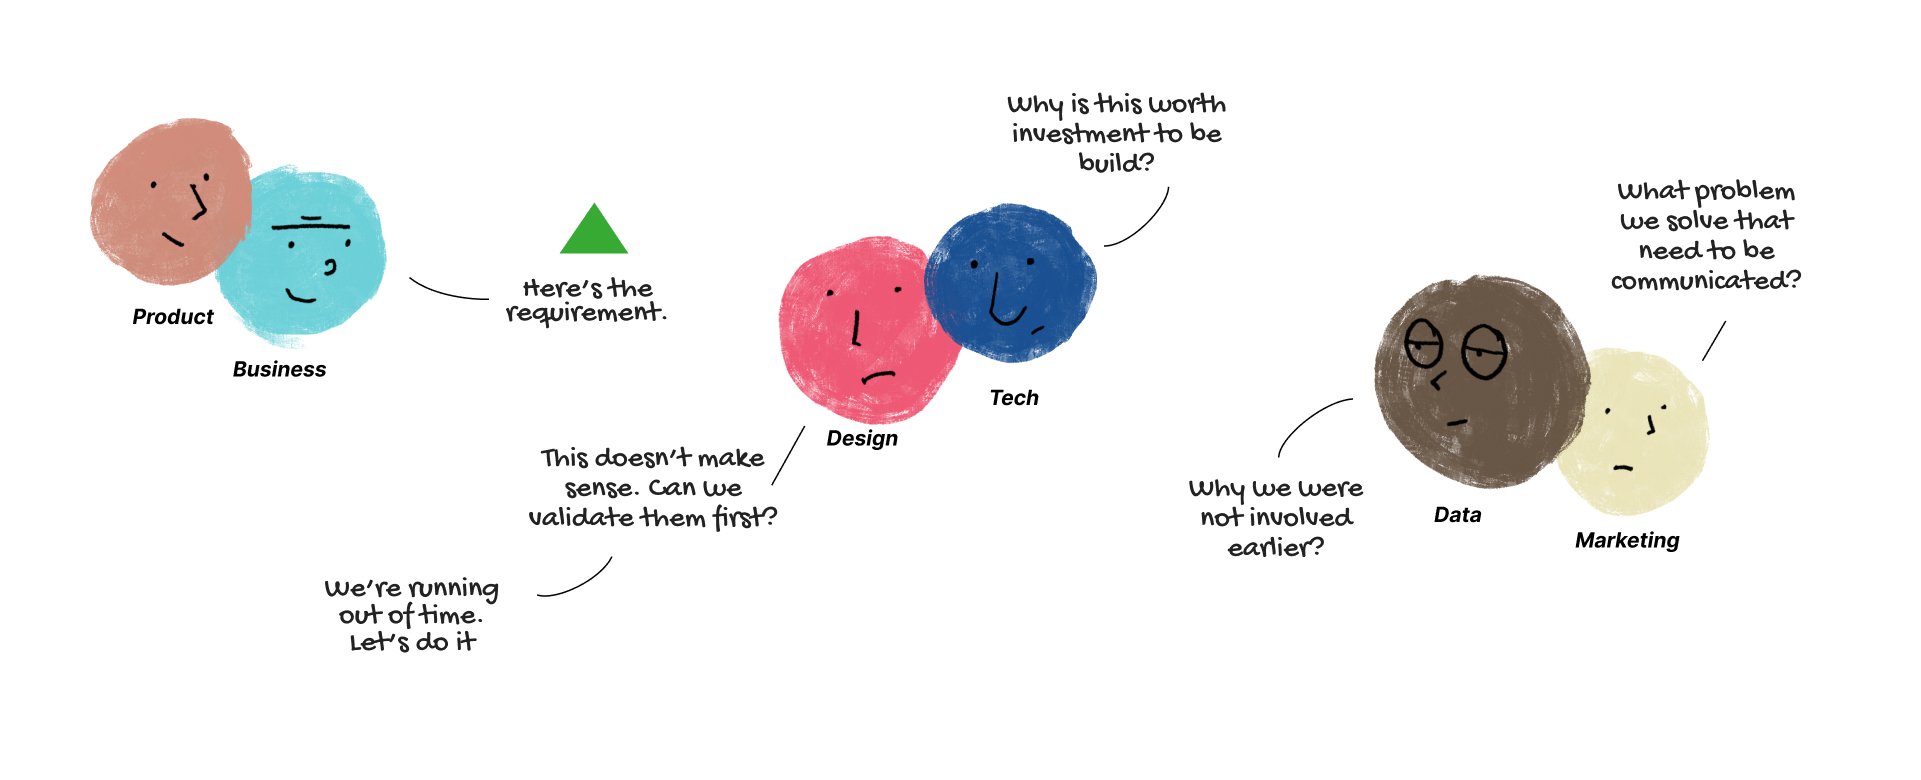 Product
Business
Here's the
requirement.
This doesn't make
sense. Can we
validate them first?
We're running
out of time.
Let's do it
Design
Why is this worth
investment to be
build?
Tech
Why we were
not involved
earlier?
Data
What problem
we solve that
need to be
communicated?
Marketing